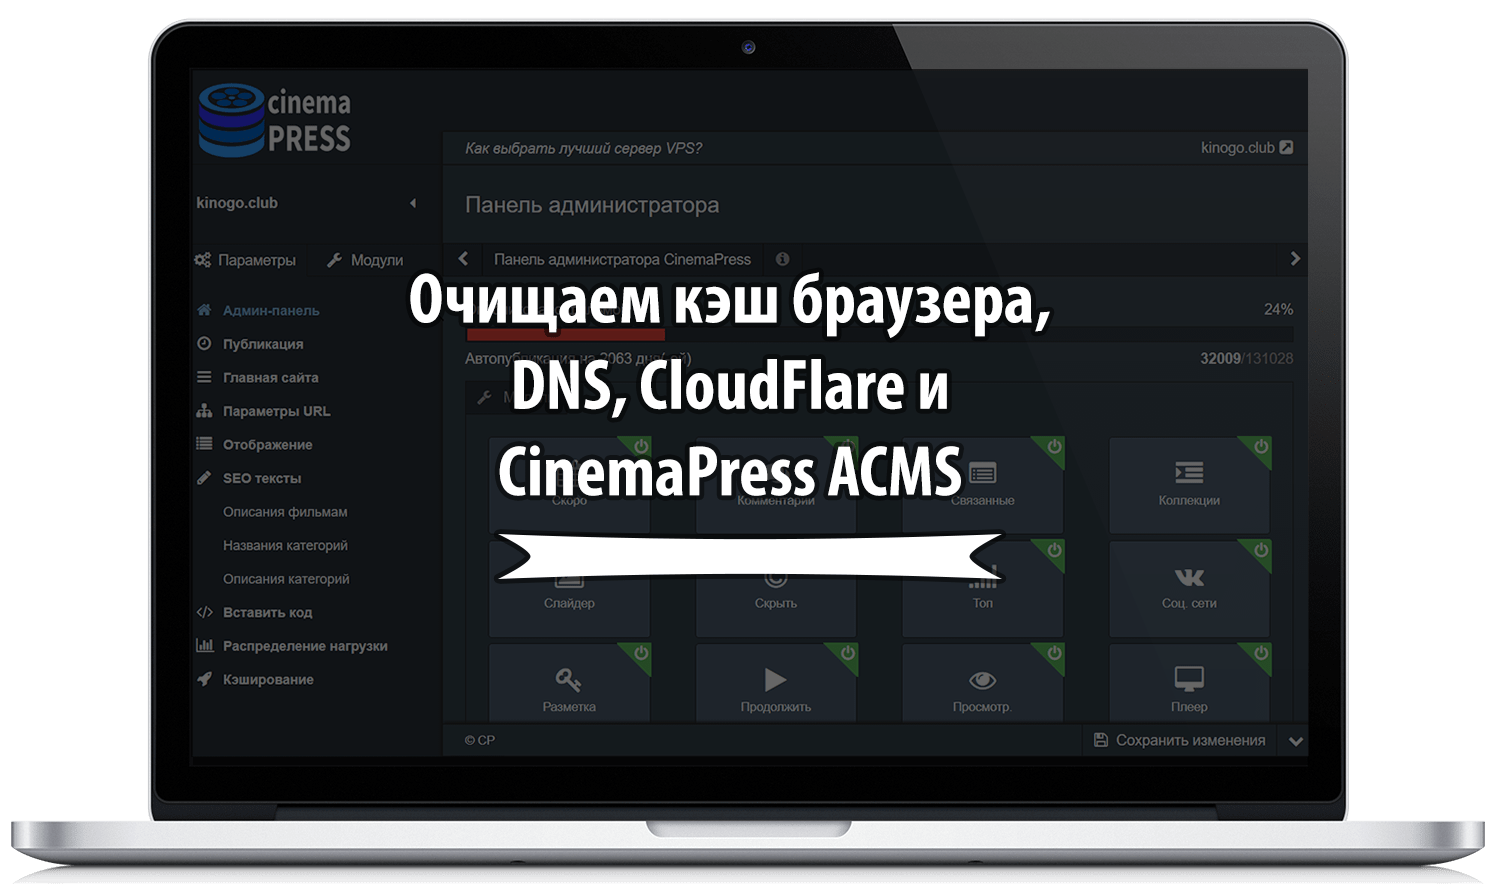 cinema
PRESS
Как выбрать лучший сервер VPS?
kinogo.club
kinogo.club
Панель администратора
Параметры
Модули
Панель администратора CinemaPress
Очищаем кэш браузера,
DNS, CloudFlare и
CinemaPress ACMS
24%
Автопубликация на 2063 дня(-ей)
32009/131028
Админ-панель
Публикация
Главная сайта
Параметры URL
Отображение
SEO тексты
Описания фильмам
Названия категорий
Описания категорий
Вставить код
Распределение нагрузки
Кэширование
Скоро
Комментарии
Связанные
Коллекции
Слайдер
Скрыть
Топ
Соц. сети
Разметка
Продолжить
Просмотр.
Плеер
© CP
Сохранить изменения